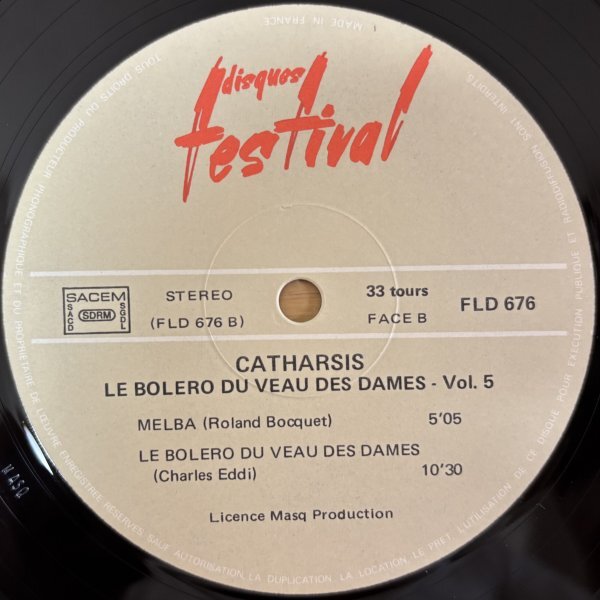 MADE IN FRANCE
TOUS DROITS DU PRODUCTEUR PHONOGRAPHIQUE ET DU PROPRIETAIRE DE L'ŒUVRE ENREGISTREE RESERVES SAUF AUTORISATION, LA DUPLICATION, LA LOCATION, LE PRET, L'UTILISATION DE CE DISQUE POUR EXECUTION PUBLIQUE ET RADIODIFFUSION SONT INTERDITS
disques
festival
SACEM
SACD
SDRM
SGDL
STEREO
(FLD 676 B)
33 tours
FACE B
FLD 676
CATHARSIS
LE BOLERO DU VEAU DES DAMES - Vol. 5
MELBA (Roland Bocquet) 5'05
LE BOLERO DU VEAU DES DAMES
(Charles Eddi) 10'30
Licence Masq Production
MASQ